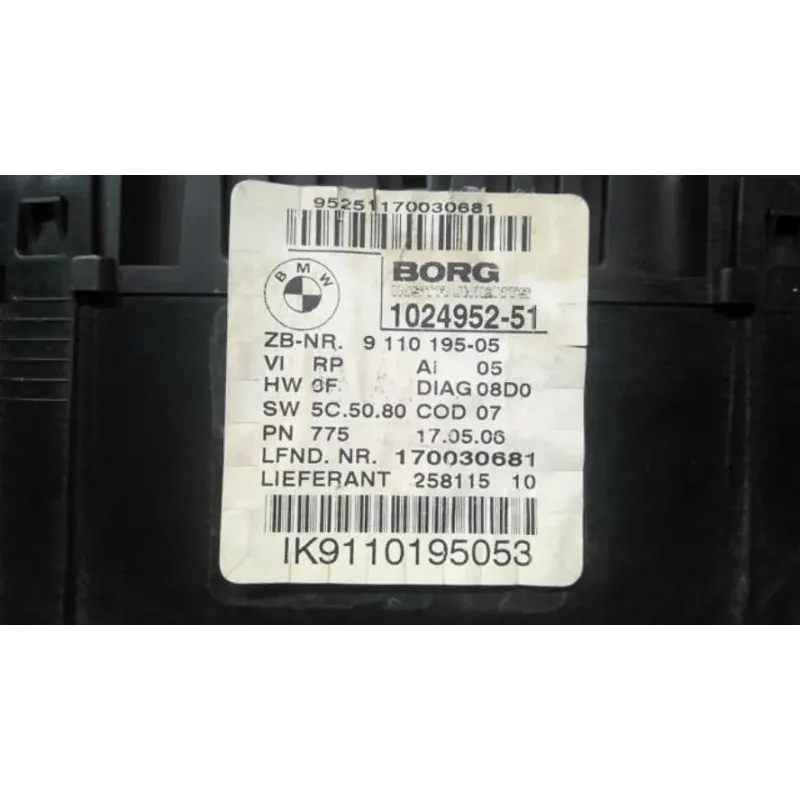 95251170030681
BMW
BORG
INSTRUMENTS
1024952-51
ZB-NR. 9 110 195-05
VI RP Ai 05
HW 0F. DIAG 08D0
SW 5C.50.80 COD 07
PN 775 17.05.06
LFND. NR. 170030681
LIEFERANT 258115 10
IK9110195053